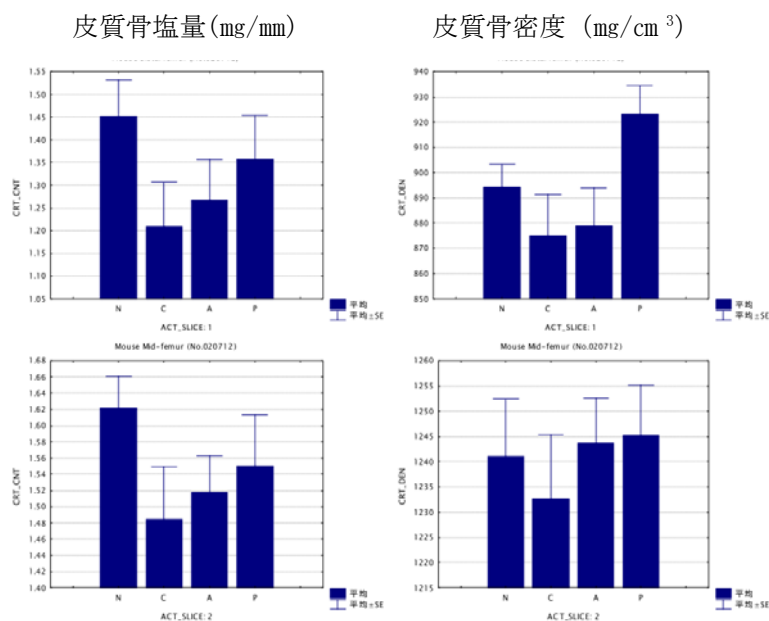 皮質骨塩量(mg/mm)
皮質骨密度 (mg/cm³)
1.55
1.50
1.45
1.40
1.35
1.30
1.25
1.20
1.15
1.10
1.05
CRT_CNT
N C A P
ACT_SLICE: 1
平均
平均±SE
940
930
920
910
900
890
880
870
860
850
CRT_DEN
N C A P
ACT_SLICE: 1
平均
平均±SE
Mouse Mid-femur (No.020712)
1.68
1.66
1.64
1.62
1.60
1.58
1.56
1.54
1.52
1.50
1.48
1.46
1.44
1.42
1.40
CRT_CNT
N C A P
ACT_SLICE: 2
平均
平均±SE
Mouse Mid-femur (No.020712)
1260
1255
1250
1245
1240
1235
1230
1225
1220
1215
CRT_DEN
N C A P
ACT_SLICE: 2
平均
平均±SE